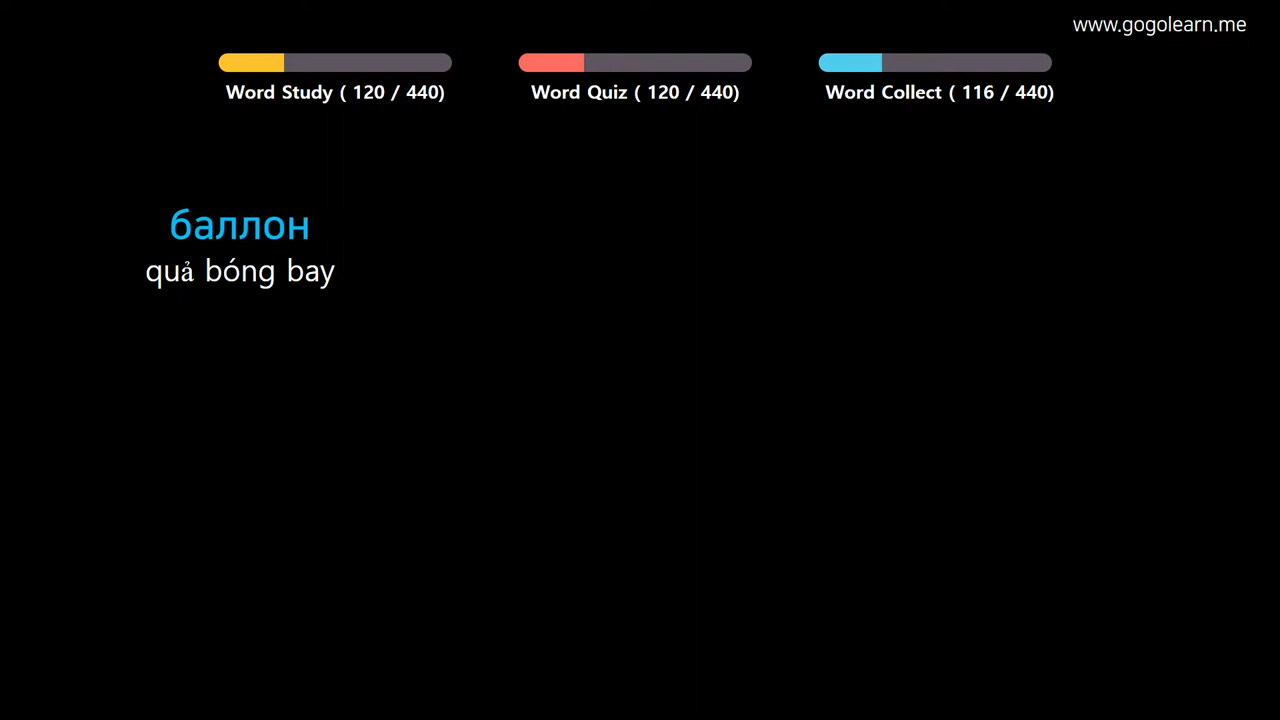 www.gogolearn.me
Word Study ( 120 / 440)
Word Quiz ( 120 / 440)
Word Collect ( 116 / 440)
баллон
quả bóng bay